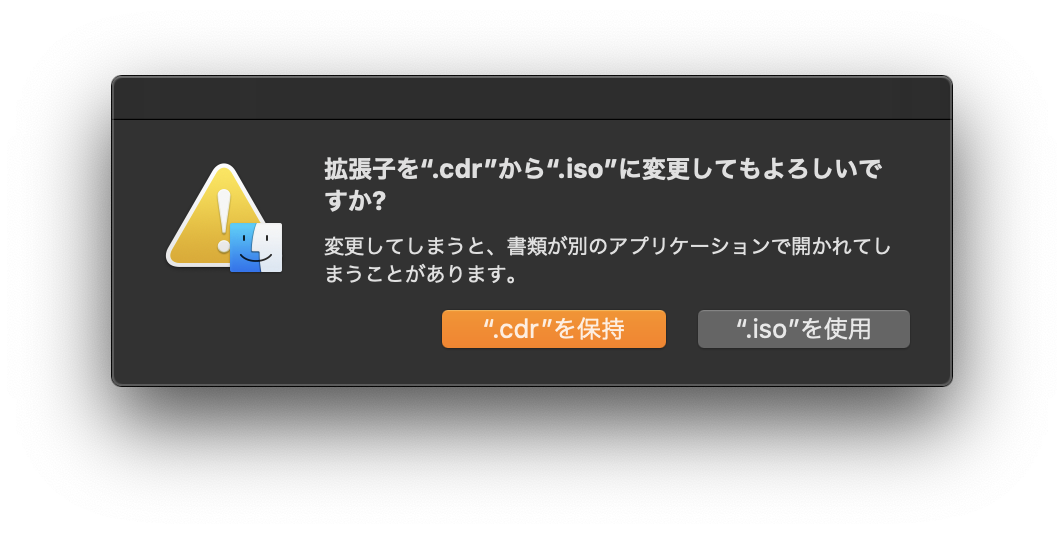 拡張子を“.cdr”から“.iso”に変更してもよろしいで
すか?
変更してしまうと、書類が別のアプリケーションで開かれてし
まうことがあります。
“.cdr”を保持
“.iso”を使用